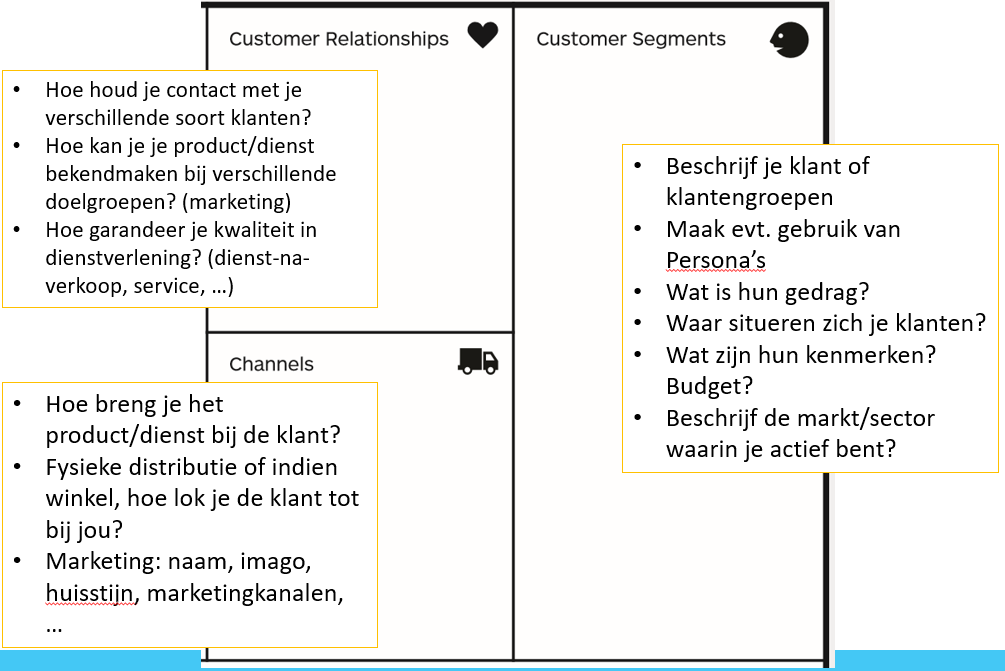 Customer Relationships
• Hoe houd je contact met je
verschillende soort klanten?
• Hoe kan je je product/dienst
bekendmaken bij verschillende
doelgroepen? (marketing)
• Hoe garandeer je kwaliteit in
dienstverlening? (dienst-na-
verkoop, service, …)
Channels
• Hoe breng je het
product/dienst bij de klant?
• Fysieke distributie of indien
winkel, hoe lok je de klant tot
bij jou?
• Marketing: naam, imago,
huisstijn, marketingkanalen,
…
Customer Segments
• Beschrijf je klant of
klantengroepen
• Maak evt. gebruik van
Persona’s
• Wat is hun gedrag?
• Waar situeren zich je klanten?
• Wat zijn hun kenmerken?
Budget?
• Beschrijf de markt/sector
waarin je actief bent?